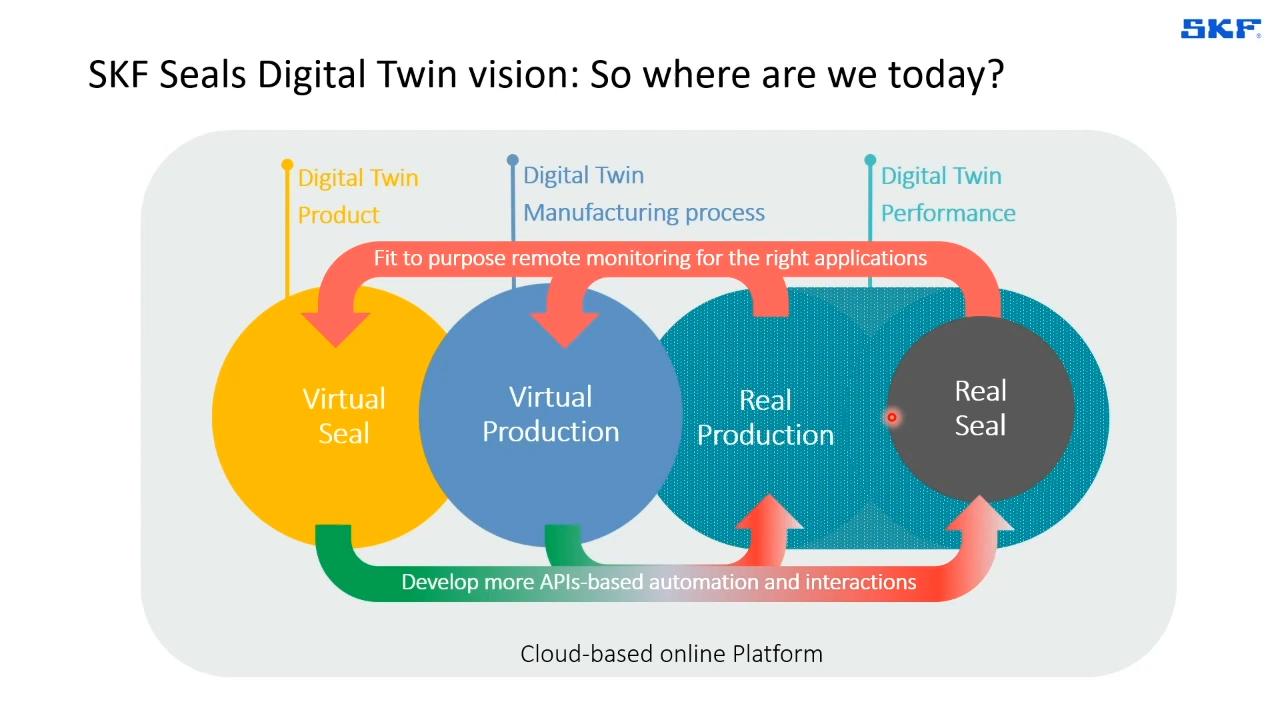 SKF
SKF Seals Digital Twin vision: So where are we today?
Digital Twin
Product
Digital Twin
Manufacturing process
Digital Twin
Performance
Fit to purpose remote monitoring for the right applications
Virtual
Seal
Virtual
Production
Real
Production
Real
Seal
Develop more APIs-based automation and interactions
Cloud-based online Platform